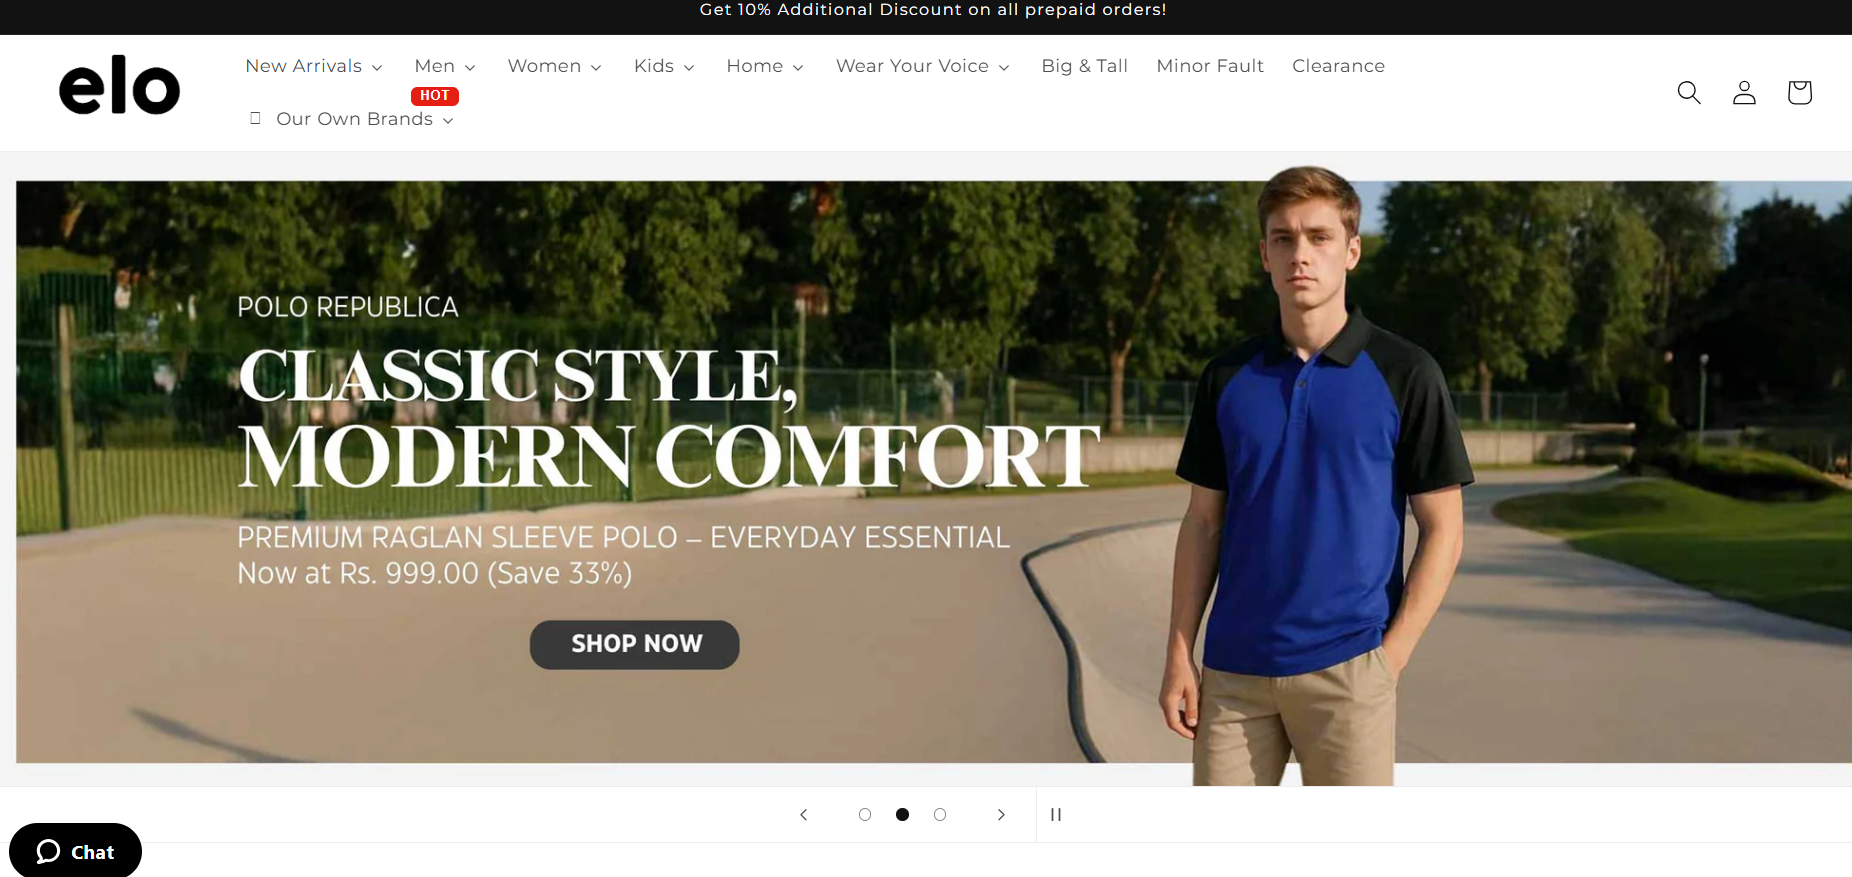 Get 10% Additional Discount on all prepaid orders!
elo
New Arrivals
Men
Women
Kids
Home
Wear Your Voice
Big & Tall
Minor Fault
Clearance
HOT
Our Own Brands
POLO REPUBLICA
CLASSIC STYLE,
MODERN COMFORT
PREMIUM RAGLAN SLEEVE POLO – EVERYDAY ESSENTIAL
Now at Rs. 999.00 (Save 33%)
SHOP NOW
Chat